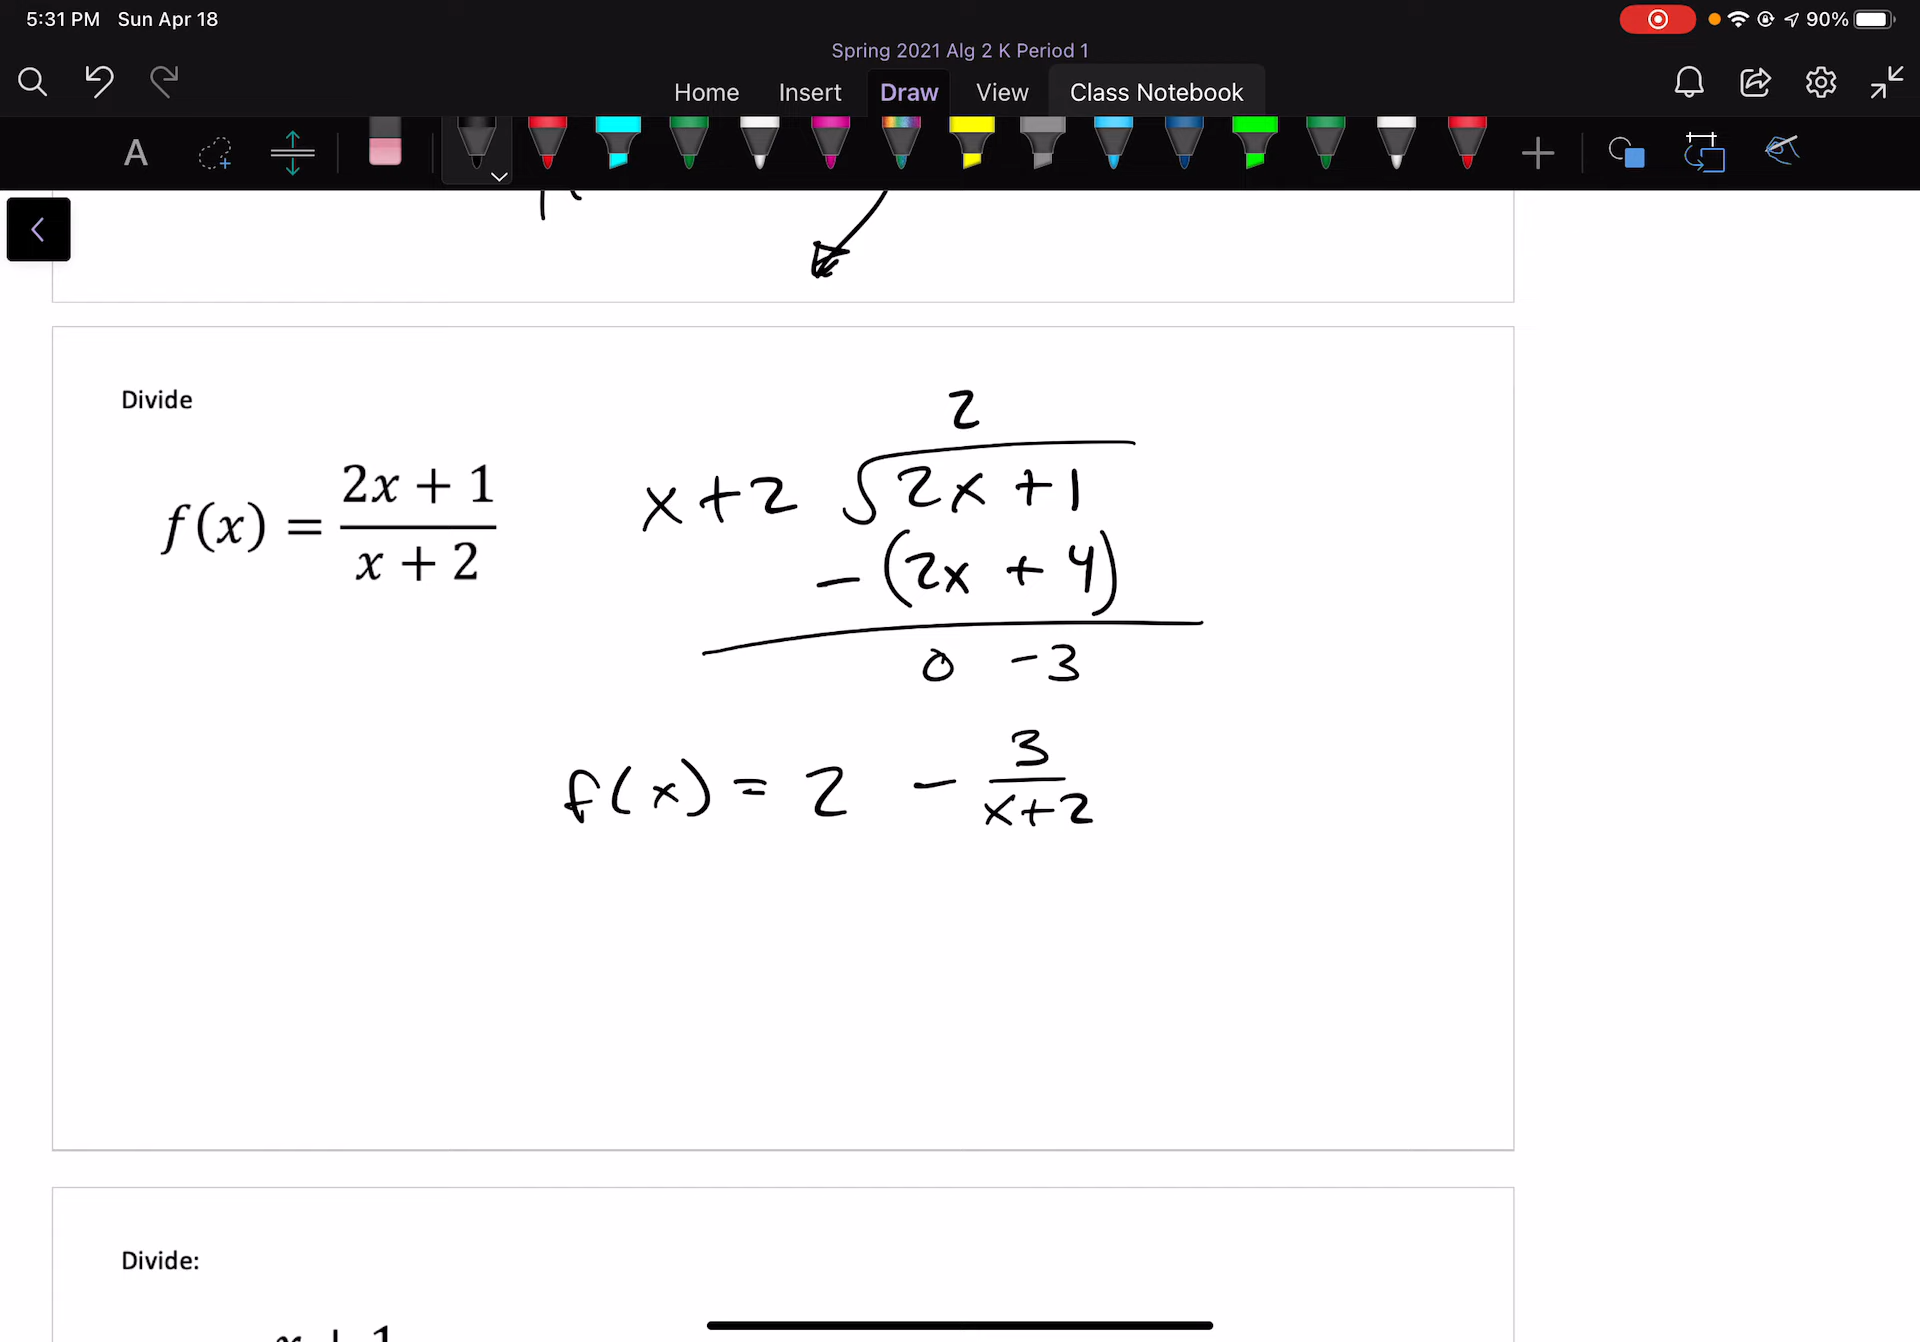 5:31 PM Sun Apr 18
90%
Spring 2021 Alg 2 K Period 1
Home Insert Draw View Class Notebook
A
Divide
f(x) = (2x + 1)/(x + 2)
2
x+2 √2x +1
- (2x + 4)
0 -3
f(x) = 2 - 3/(x+2)
Divide: